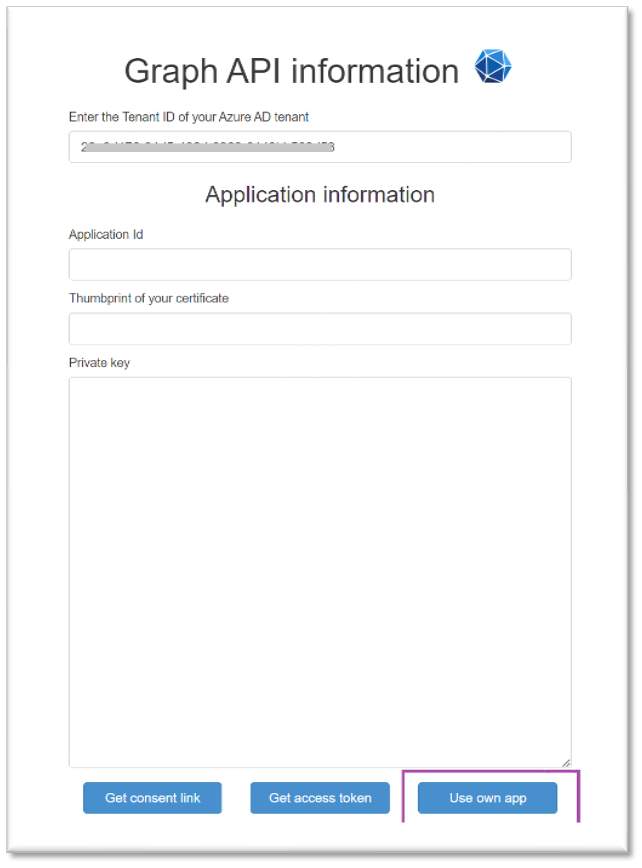 Graph API information
Enter the Tenant ID of your Azure AD tenant
Application information
Application Id
Thumbprint of your certificate
Private key
Get consent link
Get access token
Use own app